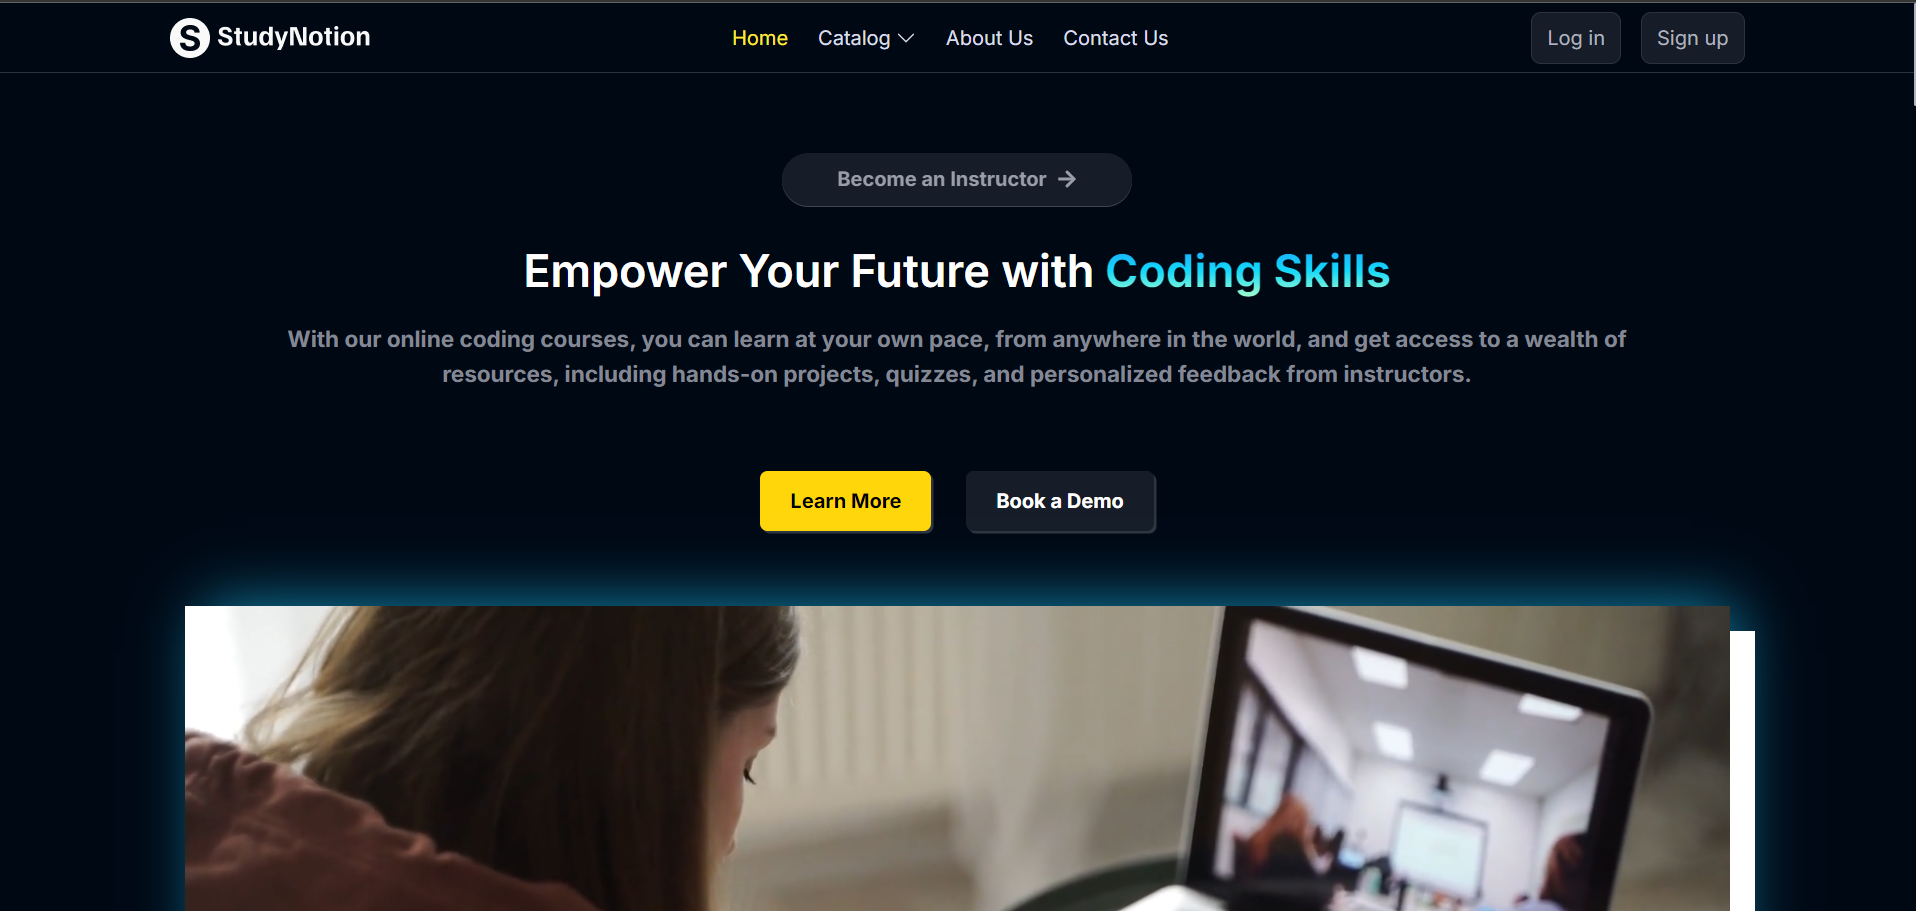 S StudyNotion
Home Catalog About Us Contact Us
Log in Sign up
Become an Instructor →
Empower Your Future with Coding Skills
With our online coding courses, you can learn at your own pace, from anywhere in the world, and get access to a wealth of
resources, including hands-on projects, quizzes, and personalized feedback from instructors.
Learn More Book a Demo